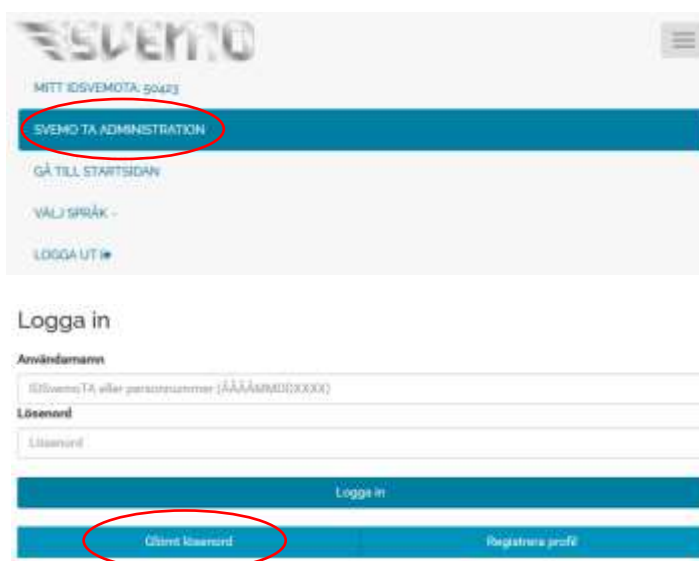 SVEMO
MITT IDSVEMOTA: 50423
SVEMO TA ADMINISTRATION
GÅ TILL STARTSIDAN
VÄLJ SPRÅK
LOGGA UT
Logga in
Användarnamn
IDSvemoTA eller personnummer (ÅÅÅÅMMDDXXXX)
Lösenord
Lösenord
Logga in
Glömt lösenord
Registrera profil